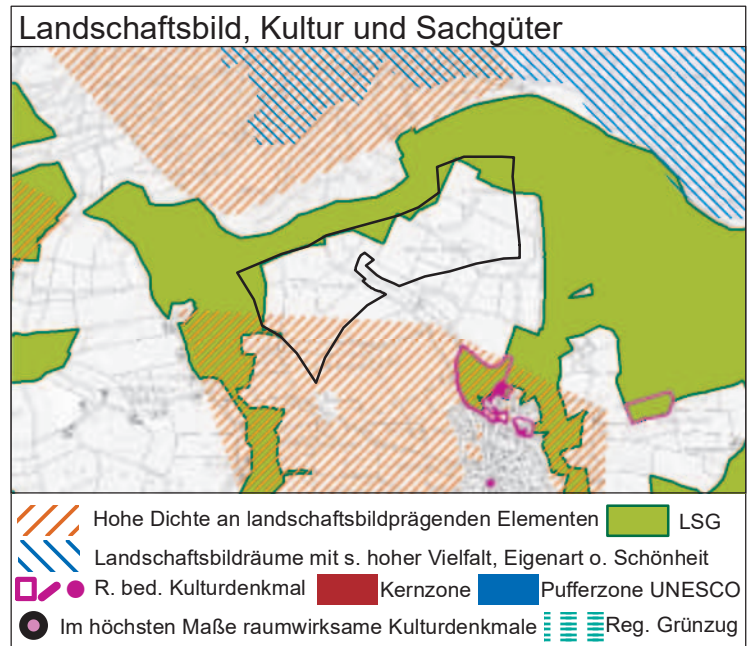 Landschaftsbild, Kultur und Sachgüter
Hohe Dichte an landschaftsbildprägenden Elementen LSG
Landschaftsbildräume mit s. hoher Vielfalt, Eigenart o. Schönheit
R. bed. Kulturdenkmal Kernzone Pufferzone UNESCO
Im höchsten Maße raumwirksame Kulturdenkmale Reg. Grünzug